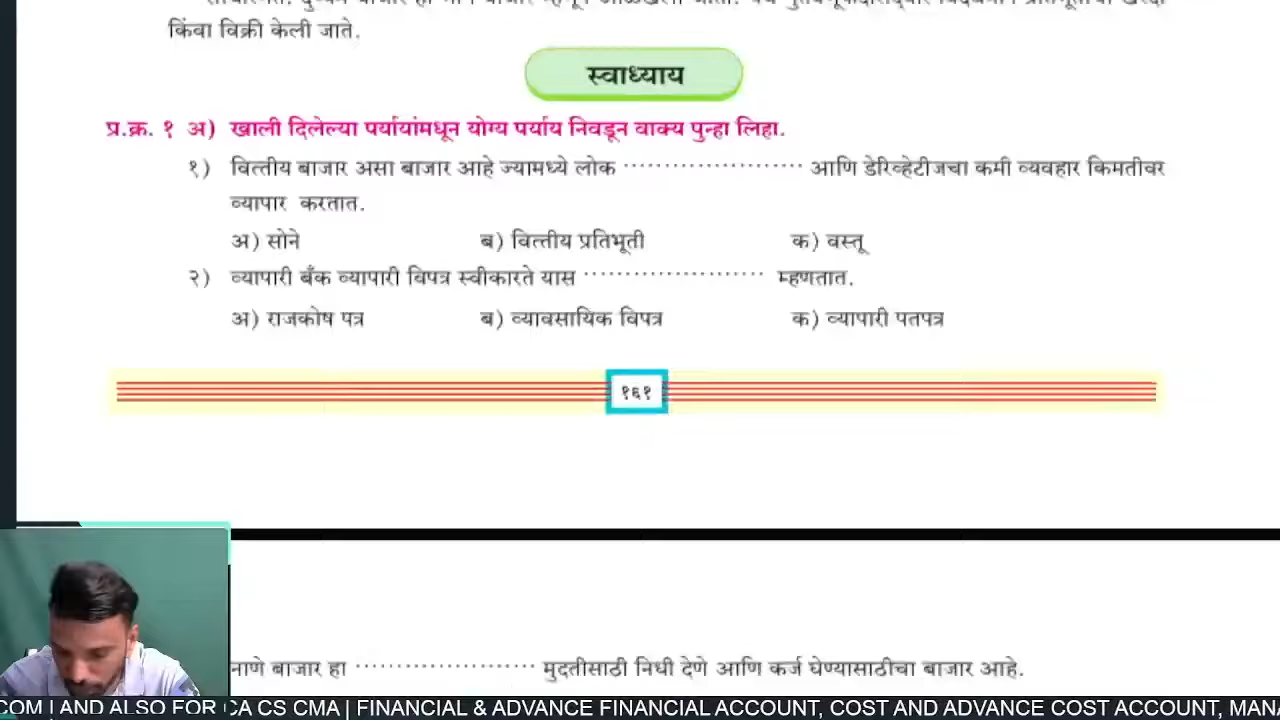 किंवा विक्री केली जाते.
स्वाध्याय
प्र.क्र. १ अ) खाली दिलेल्या पर्यायांमधून योग्य पर्याय निवडून वाक्य पुन्हा लिहा.
१) वित्तीय बाजार असा बाजार आहे ज्यामध्ये लोक ...................... आणि डेरिव्हेटीजचा कमी व्यवहार किमतीवर
व्यापार करतात.
अ) सोने ब) वित्तीय प्रतिभूती क) वस्तू
२) व्यापारी बँक व्यापारी विपत्र स्वीकारते यास ...................... म्हणतात.
अ) राजकोष पत्र ब) व्यावसायिक विपत्र क) व्यापारी पतपत्र
१६१
नाणे बाजार हा ...................... मुदतीसाठी निधी देणे आणि कर्ज घेण्यासाठीचा बाजार आहे.
COM | AND ALSO FOR CA CS CMA | FINANCIAL & ADVANCE FINANCIAL ACCOUNT, COST AND ADVANCE COST ACCOUNT, MANA